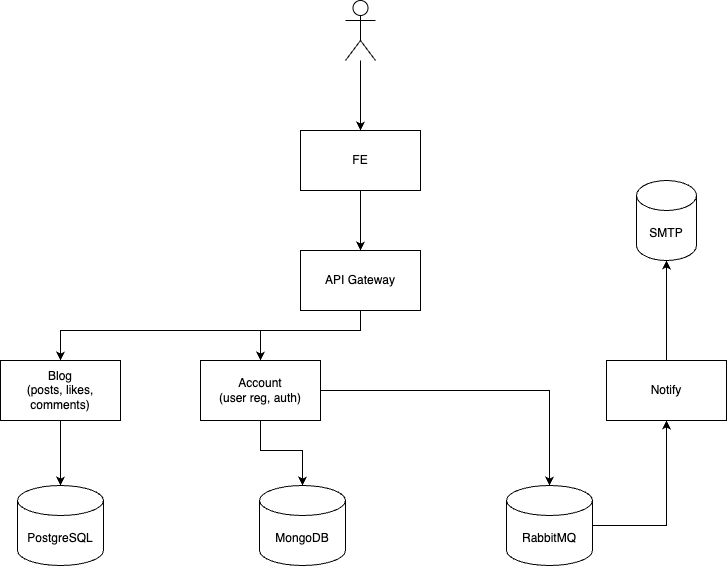 FE
SMTP
API Gateway
Blog
(posts, likes,
comments)
Account
(user reg, auth)
Notify
PostgreSQL
MongoDB
RabbitMQ